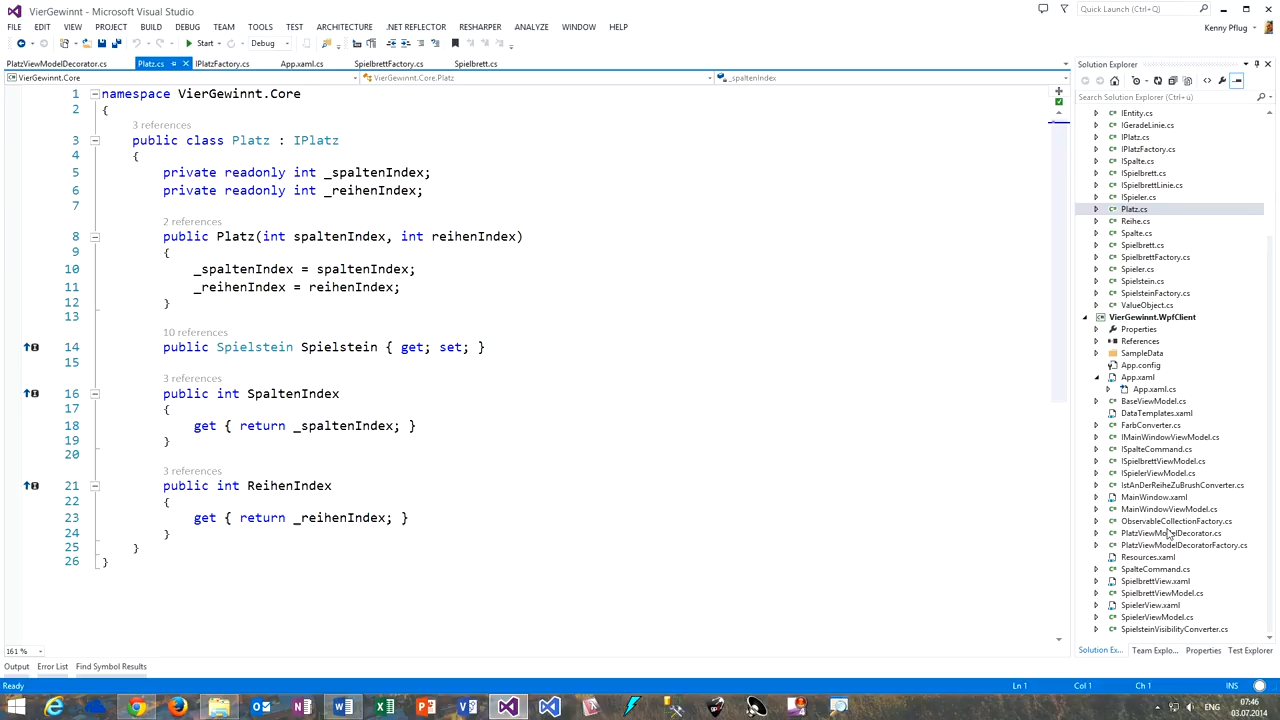 VierGewinnt - Microsoft Visual Studio
Quick Launch (Ctrl+Q)
FILE EDIT VIEW PROJECT BUILD DEBUG TEAM TOOLS TEST ARCHITECTURE .NET REFLECTOR RESHARPER ANALYZE WINDOW HELP
Kenny Pflug
Start Debug
PlatzViewModelDecorator.cs Platz.cs IPlatzFactory.cs App.xaml.cs SpielbrettFactory.cs Spielbrett.cs
VierGewinnt.Core VierGewinnt.Core.Platz _spaltenIndex
1 namespace VierGewinnt.Core
2 {
3 references
3 public class Platz : IPlatz
4 {
5 private readonly int _spaltenIndex;
6 private readonly int _reihenIndex;
7
2 references
8 public Platz(int spaltenIndex, int reihenIndex)
9 {
10 _spaltenIndex = spaltenIndex;
11 _reihenIndex = reihenIndex;
12 }
13
10 references
14 public Spielstein Spielstein { get; set; }
15
3 references
16 public int SpaltenIndex
17 {
18 get { return _spaltenIndex; }
19 }
20
3 references
21 public int ReihenIndex
22 {
23 get { return _reihenIndex; }
24 }
25 }
26 }
161 %
Solution Explorer
Search Solution Explorer (Ctrl+ü)
IEntity.cs
IGeradeLinie.cs
IPlatz.cs
IPlatzFactory.cs
ISpalte.cs
ISpielbrett.cs
ISpielbrettLinie.cs
ISpieler.cs
Platz.cs
Reihe.cs
Spalte.cs
Spielbrett.cs
SpielbrettFactory.cs
Spieler.cs
Spielstein.cs
SpielsteinFactory.cs
ValueObject.cs
VierGewinnt.WpfClient
Properties
References
SampleData
App.config
App.xaml
App.xaml.cs
BaseViewModel.cs
DataTemplates.xaml
FarbConverter.cs
IMainWindowViewModel.cs
ISpalteCommand.cs
ISpielbrettViewModel.cs
ISpielerViewModel.cs
IstAnDerReiheZuBrushConverter.cs
MainWindow.xaml
MainWindowViewModel.cs
ObservableCollectionFactory.cs
PlatzViewModelDecorator.cs
PlatzViewModelDecoratorFactory.cs
Resources.xaml
SpalteCommand.cs
SpielbrettView.xaml
SpielbrettViewModel.cs
SpielerView.xaml
SpielerViewModel.cs
SpielsteinVisibilityConverter.cs
Solution Ex... Team Explo... Properties Test Explorer
Output Error List Find Symbol Results
Ready Ln 1 Col 1 Ch 1 INS
ENG 07:46
03.07.2014